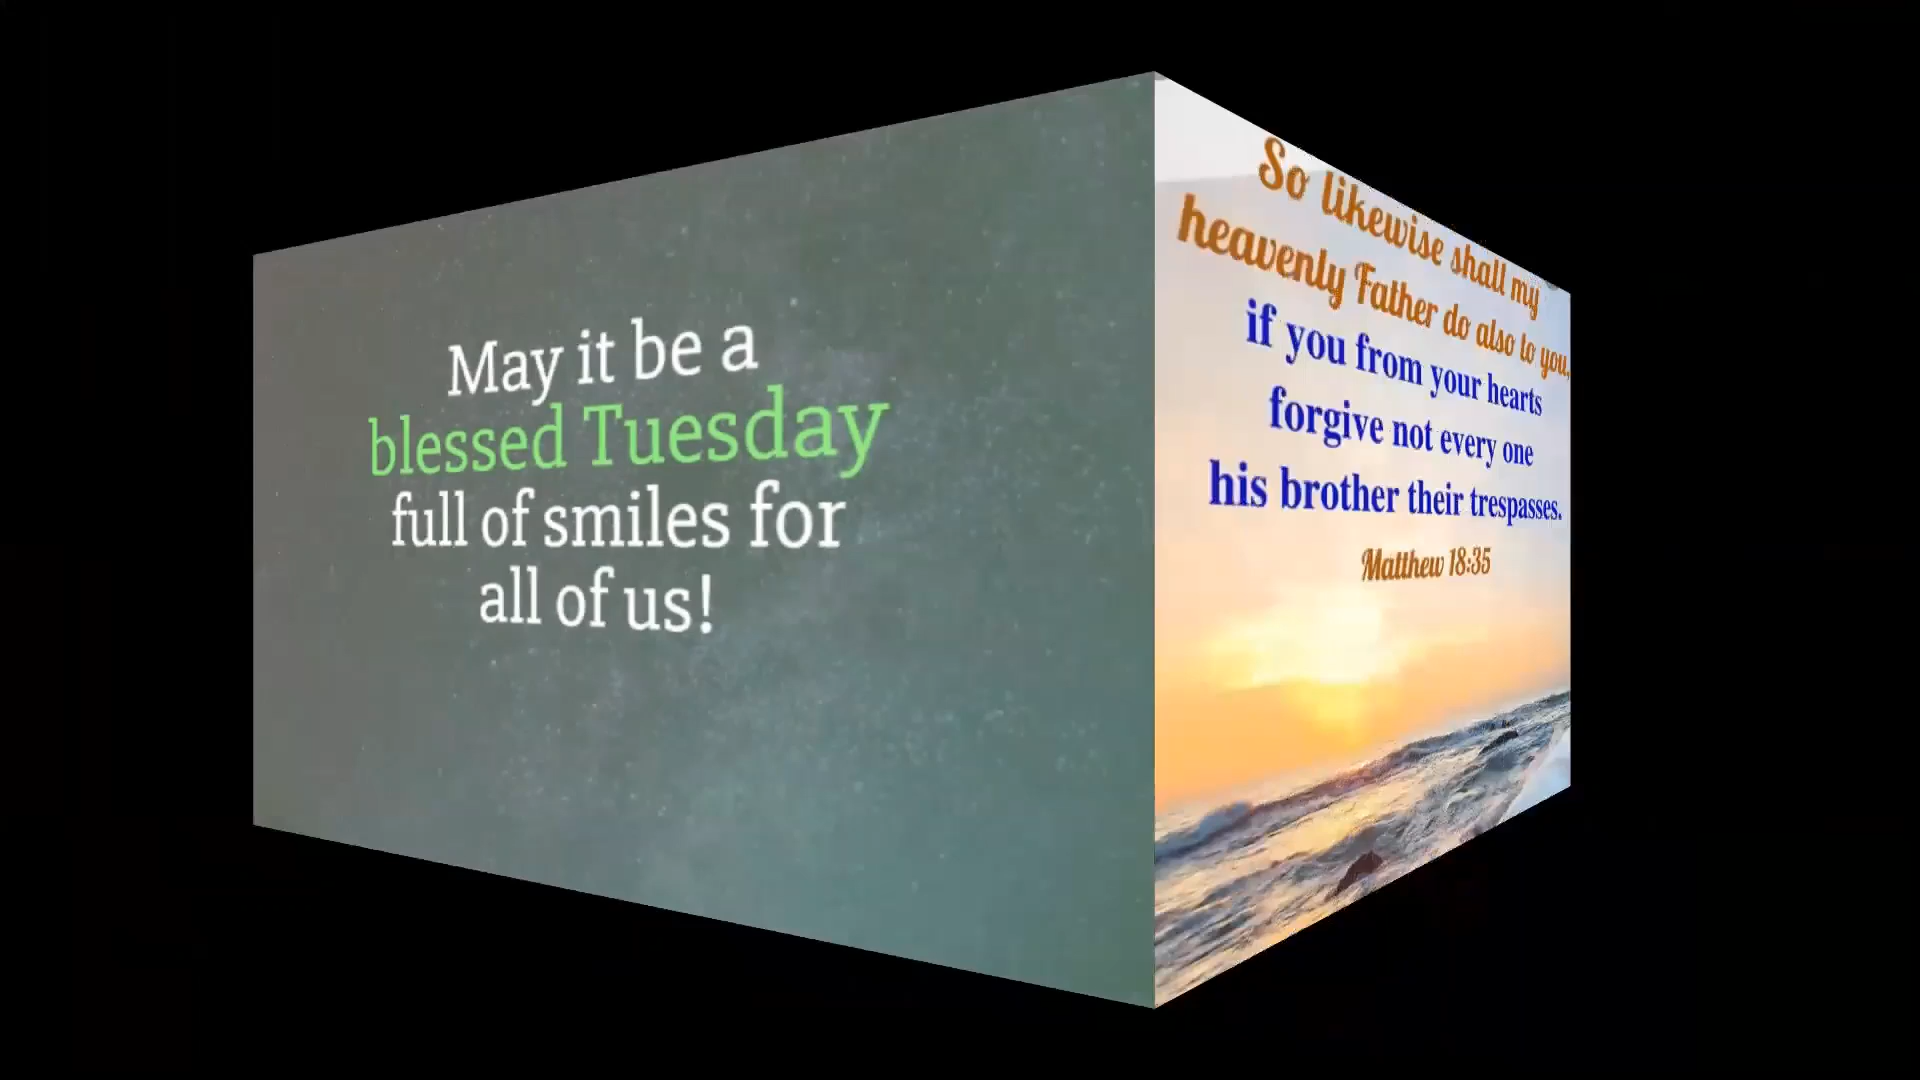 May it be a
blessed Tuesday
full of smiles for
all of us!
So likewise shall my
heavenly Father do also to you,
if you from your hearts
forgive not every one
his brother their trespasses.
Matthew 18:35